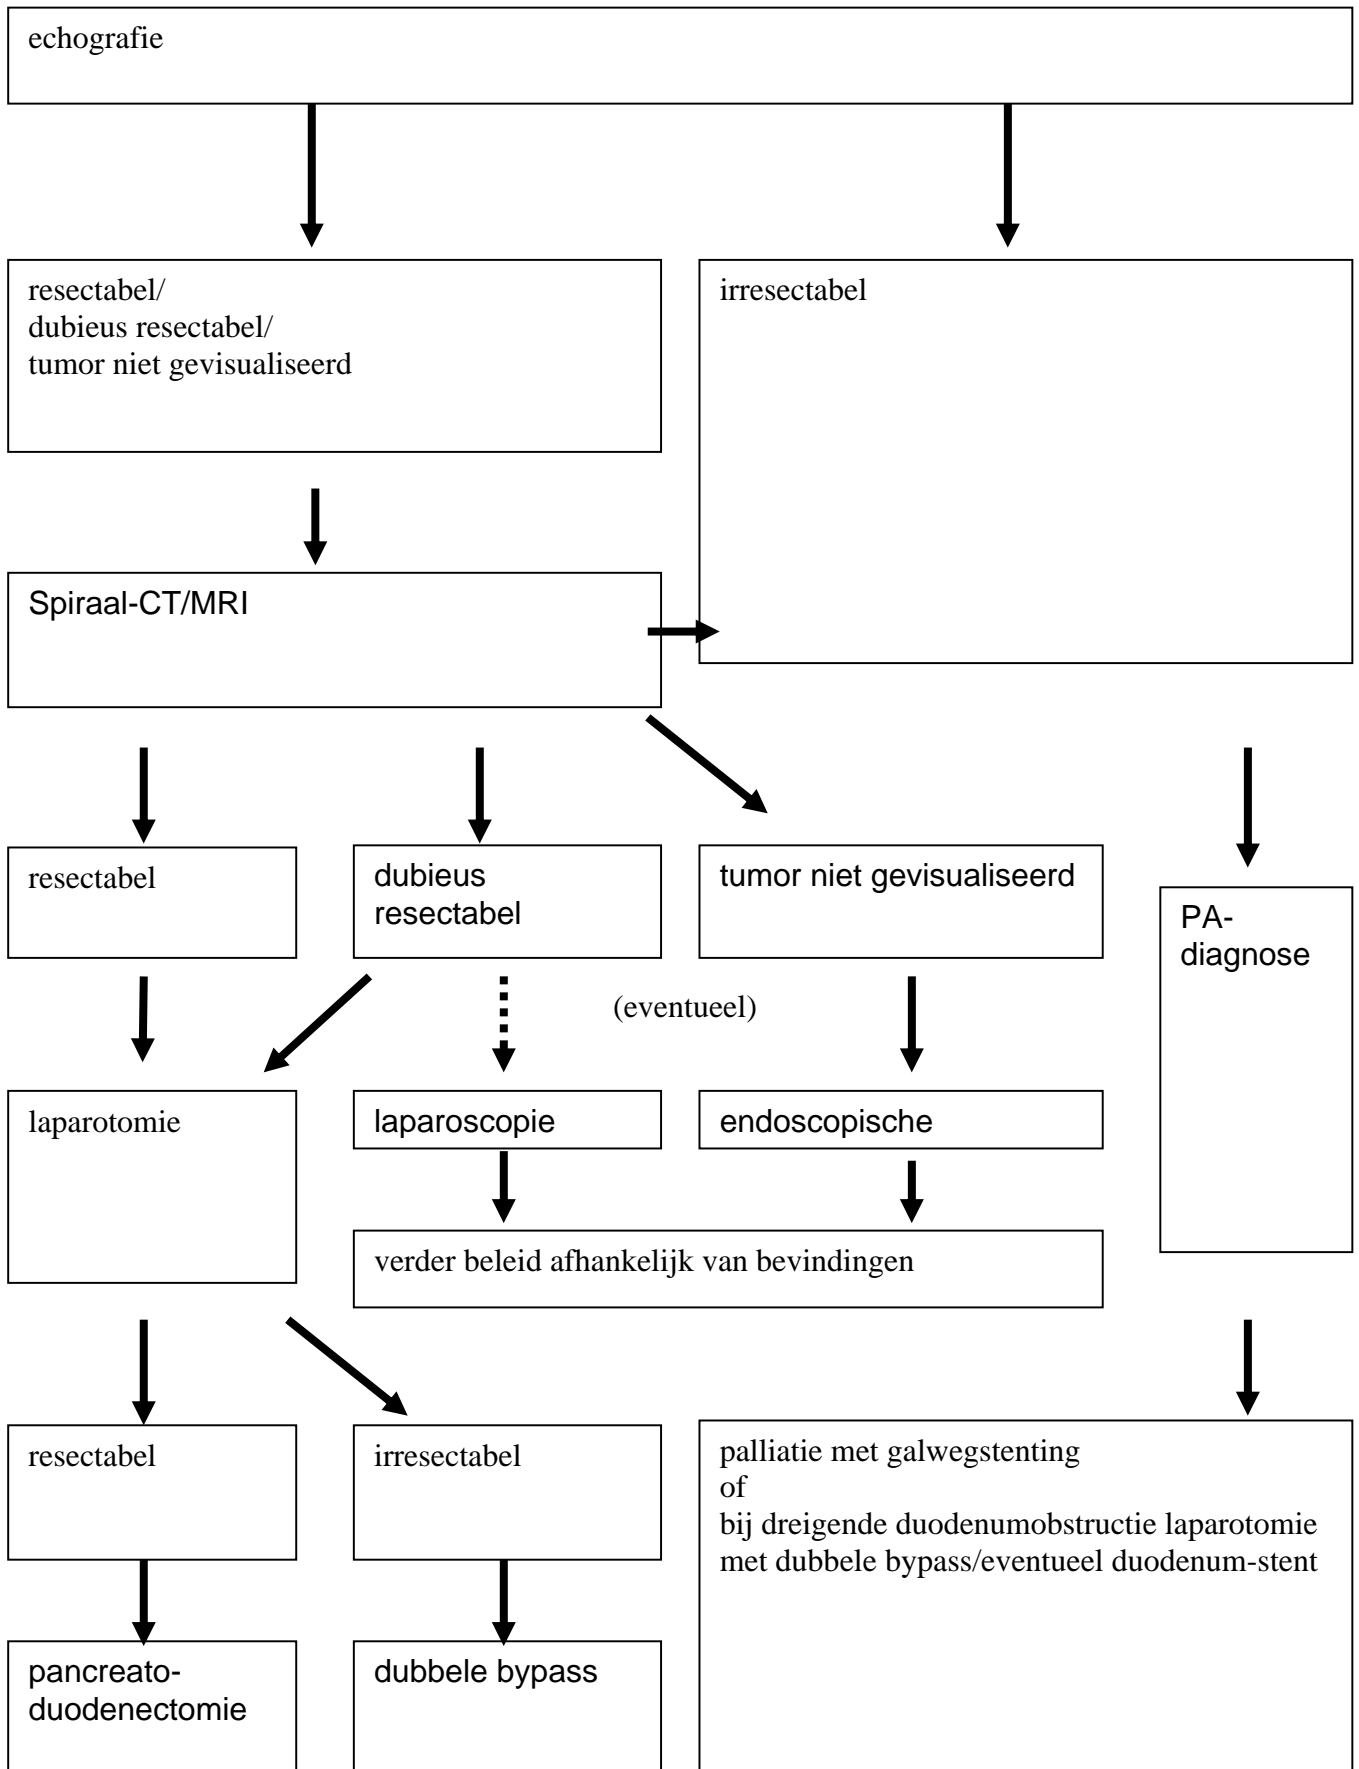 echografie
resectabel/
dubieus resectabel/
tumor niet gevisualiseerd
irresectabel
Spiraal-CT/MRI
resectabel
dubieus
resectabel
tumor niet gevisualiseerd
PA-
diagnose
(eventueel)
laparotomie
laparoscopie
endoscopische
verder beleid afhankelijk van bevindingen
resectabel
irresectabel
palliatie met galwegstenting
of
bij dreigende duodenumobstructie laparotomie
met dubbele bypass/eventueel duodenum-stent
pancreato-
duodenectomie
dubbele bypass